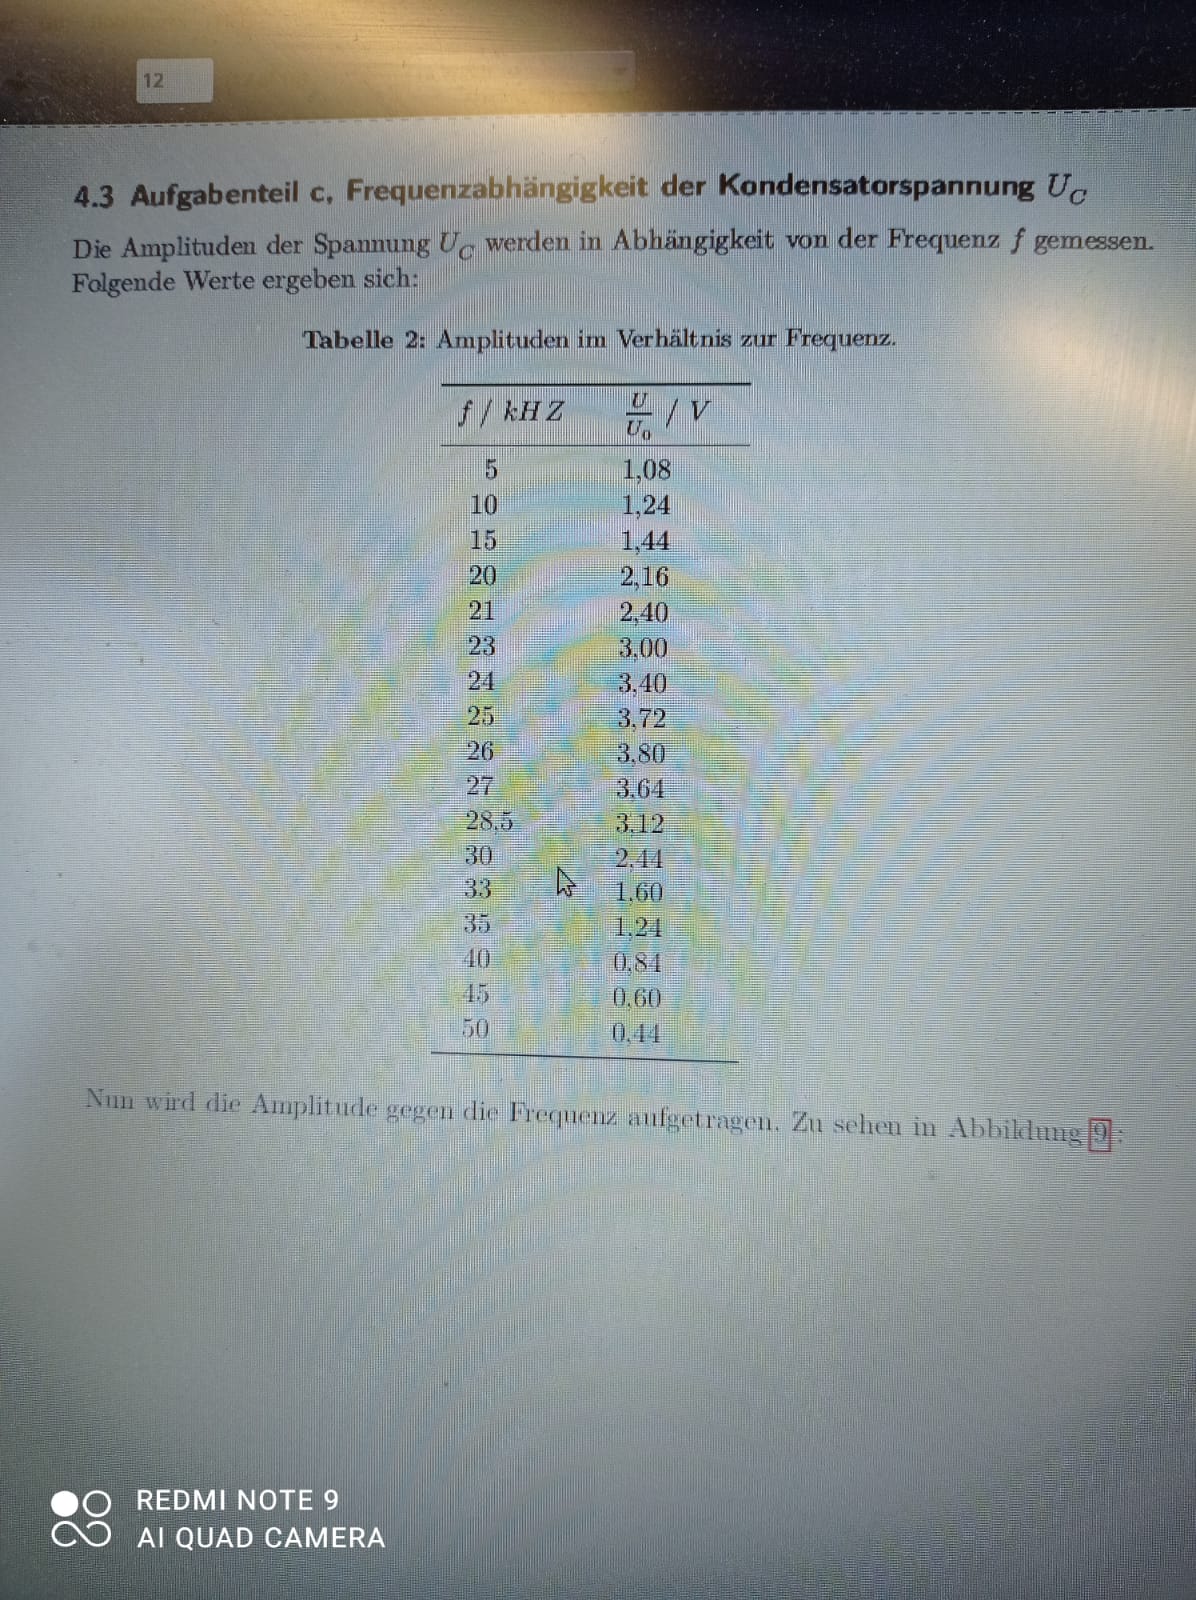 12
4.3 Aufgabenteil c, Frequenzabhängigkeit der Kondensatorspannung U_C
Die Amplituden der Spannung U_C werden in Abhängigkeit von der Frequenz f gemessen.
Folgende Werte ergeben sich:
Tabelle 2: Amplituden im Verhältnis zur Frequenz.
f / kHZ U/U_0 / V
5 1,08
10 1,24
15 1,44
20 2,16
21 2,40
23 3,00
24 3,40
25 3,72
26 3,80
27 3,64
28,5 3,12
30 2,44
33 1,60
35 1,24
40 0,84
45 0,60
50 0,44
Nun wird die Amplitude gegen die Frequenz aufgetragen. Zu sehen in Abbildung 9:
REDMI NOTE 9
AI QUAD CAMERA